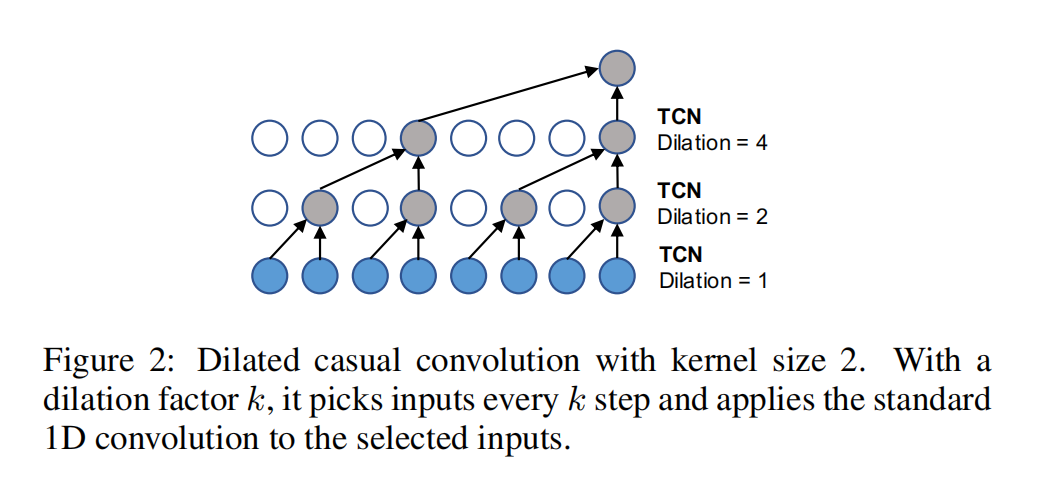 TCN
Dilation = 4
TCN
Dilation = 2
TCN
Dilation = 1
Figure 2: Dilated casual convolution with kernel size 2. With a
dilation factor k, it picks inputs every k step and applies the standard
1D convolution to the selected inputs.